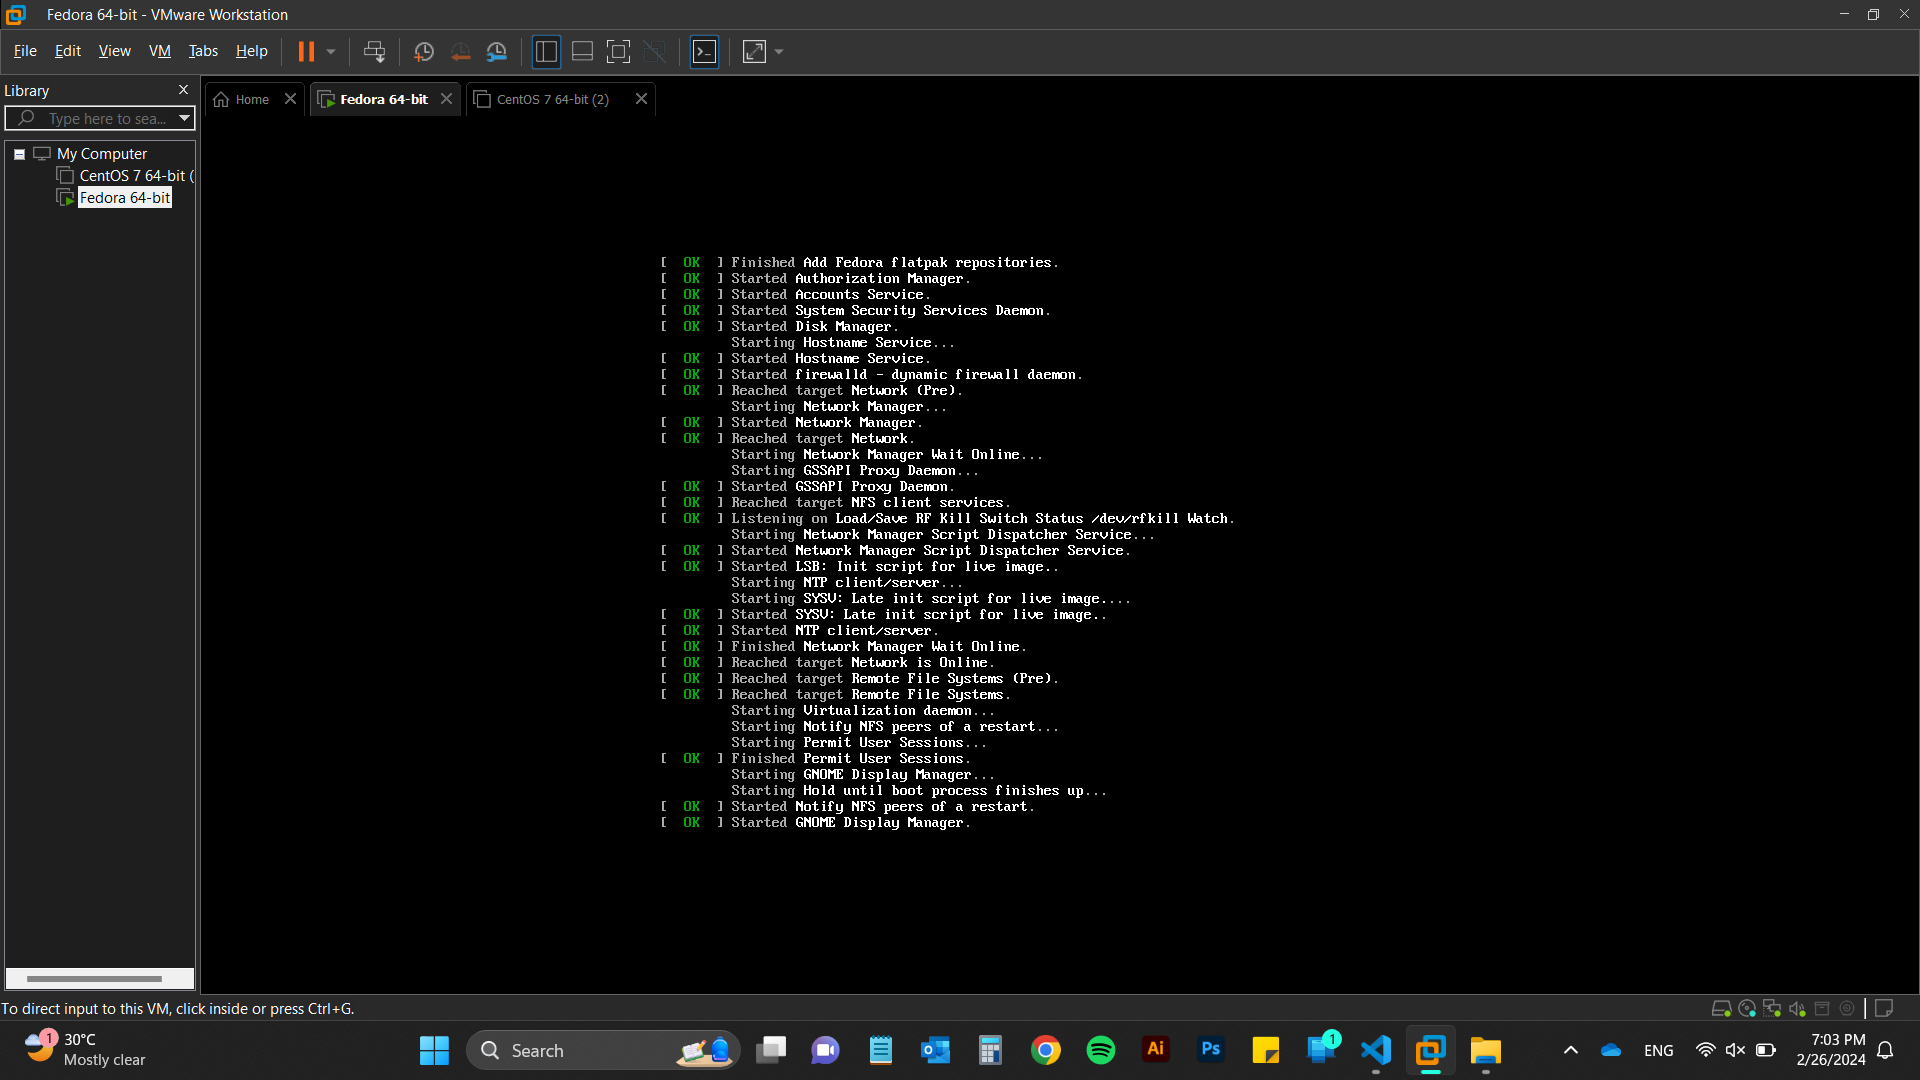 Fedora 64-bit - VMware Workstation
File Edit View VM Tabs Help
Library
Type here to sea...
My Computer
CentOS 7 64-bit (
Fedora 64-bit
Home
Fedora 64-bit
CentOS 7 64-bit (2)
[  OK  ] Finished Add Fedora flatpak repositories.
[  OK  ] Started Authorization Manager.
[  OK  ] Started Accounts Service.
[  OK  ] Started System Security Services Daemon.
[  OK  ] Started Disk Manager.
Starting Hostname Service...
[  OK  ] Started Hostname Service.
[  OK  ] Started firewalld - dynamic firewall daemon.
[  OK  ] Reached target Network (Pre).
Starting Network Manager...
[  OK  ] Started Network Manager.
[  OK  ] Reached target Network.
Starting Network Manager Wait Online...
Starting GSSAPI Proxy Daemon...
[  OK  ] Started GSSAPI Proxy Daemon.
[  OK  ] Reached target NFS client services.
[  OK  ] Listening on Load/Save RF Kill Switch Status /dev/rfkill Watch.
Starting Network Manager Script Dispatcher Service...
[  OK  ] Started Network Manager Script Dispatcher Service.
[  OK  ] Started LSB: Init script for live image..
Starting NTP client/server...
Starting SYSV: Late init script for live image....
[  OK  ] Started SYSV: Late init script for live image..
[  OK  ] Started NTP client/server.
[  OK  ] Finished Network Manager Wait Online.
[  OK  ] Reached target Network is Online.
[  OK  ] Reached target Remote File Systems (Pre).
[  OK  ] Reached target Remote File Systems.
Starting Virtualization daemon...
Starting Notify NFS peers of a restart...
Starting Permit User Sessions...
[  OK  ] Finished Permit User Sessions.
Starting GNOME Display Manager...
Starting Hold until boot process finishes up...
[  OK  ] Started Notify NFS peers of a restart.
[  OK  ] Started GNOME Display Manager.
To direct input to this VM, click inside or press Ctrl+G.
1
30°C
Mostly clear
Search
Ai
Ps
1
ENG
7:03 PM
2/26/2024